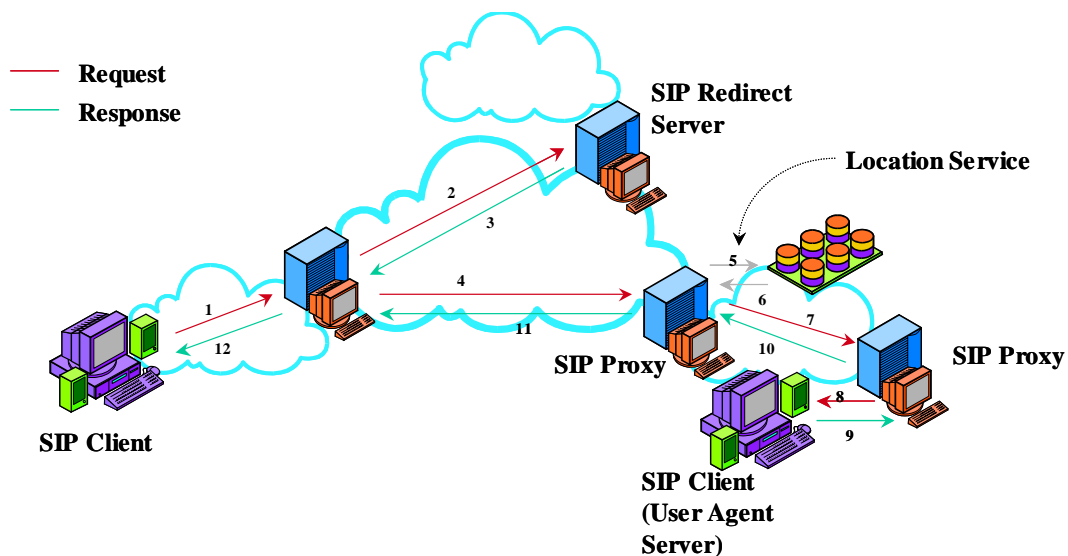 Request
Response
SIP Redirect
Server
Location Service
2
3
5
6
4
11
1
12
7
10
SIP Proxy
SIP Proxy
8
9
SIP Client
SIP Client
(User Agent
Server)